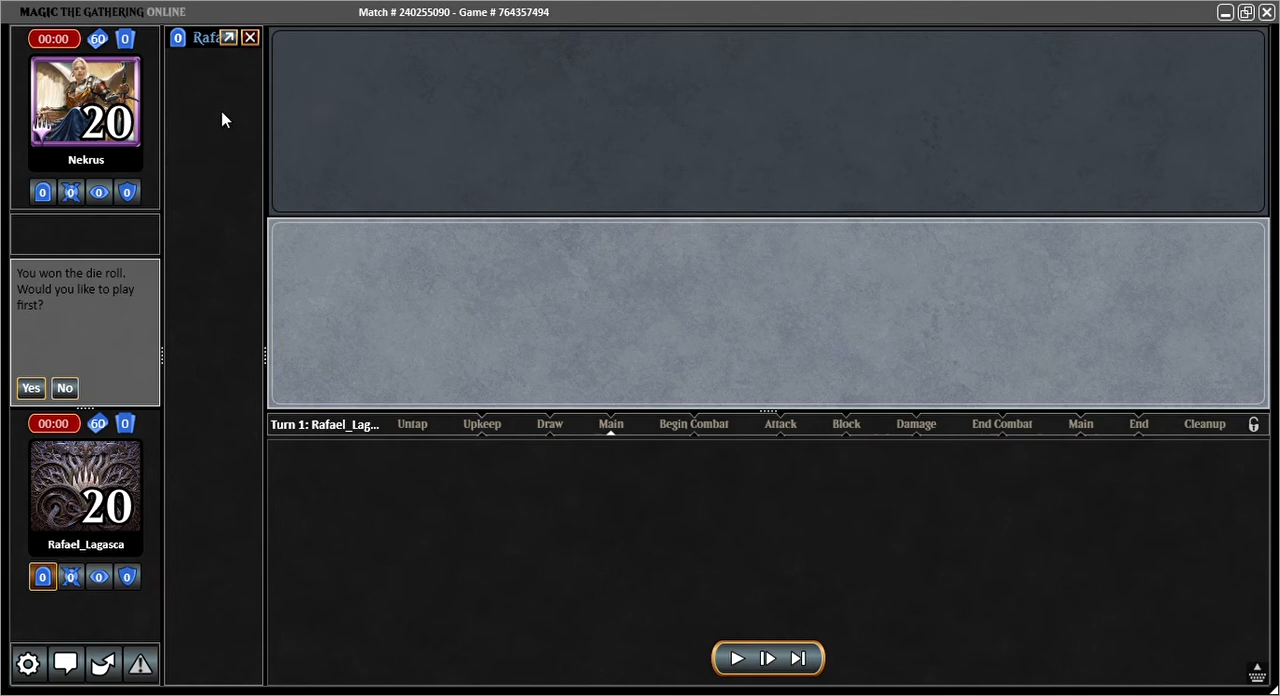 MAGIC THE GATHERING ONLINE
Match # 240255090 - Game # 764357494
00:00 60 0
20
Nekrus
0 0 0 0
0
You won the die roll.
Would you like to play
first?
Yes No
00:00 60 0
20
Rafael_Lagasca
0 0 0 0
Turn 1: Rafael_Lag... Untap Upkeep Draw Main Begin Combat Attack Block Damage End Combat Main End Cleanup